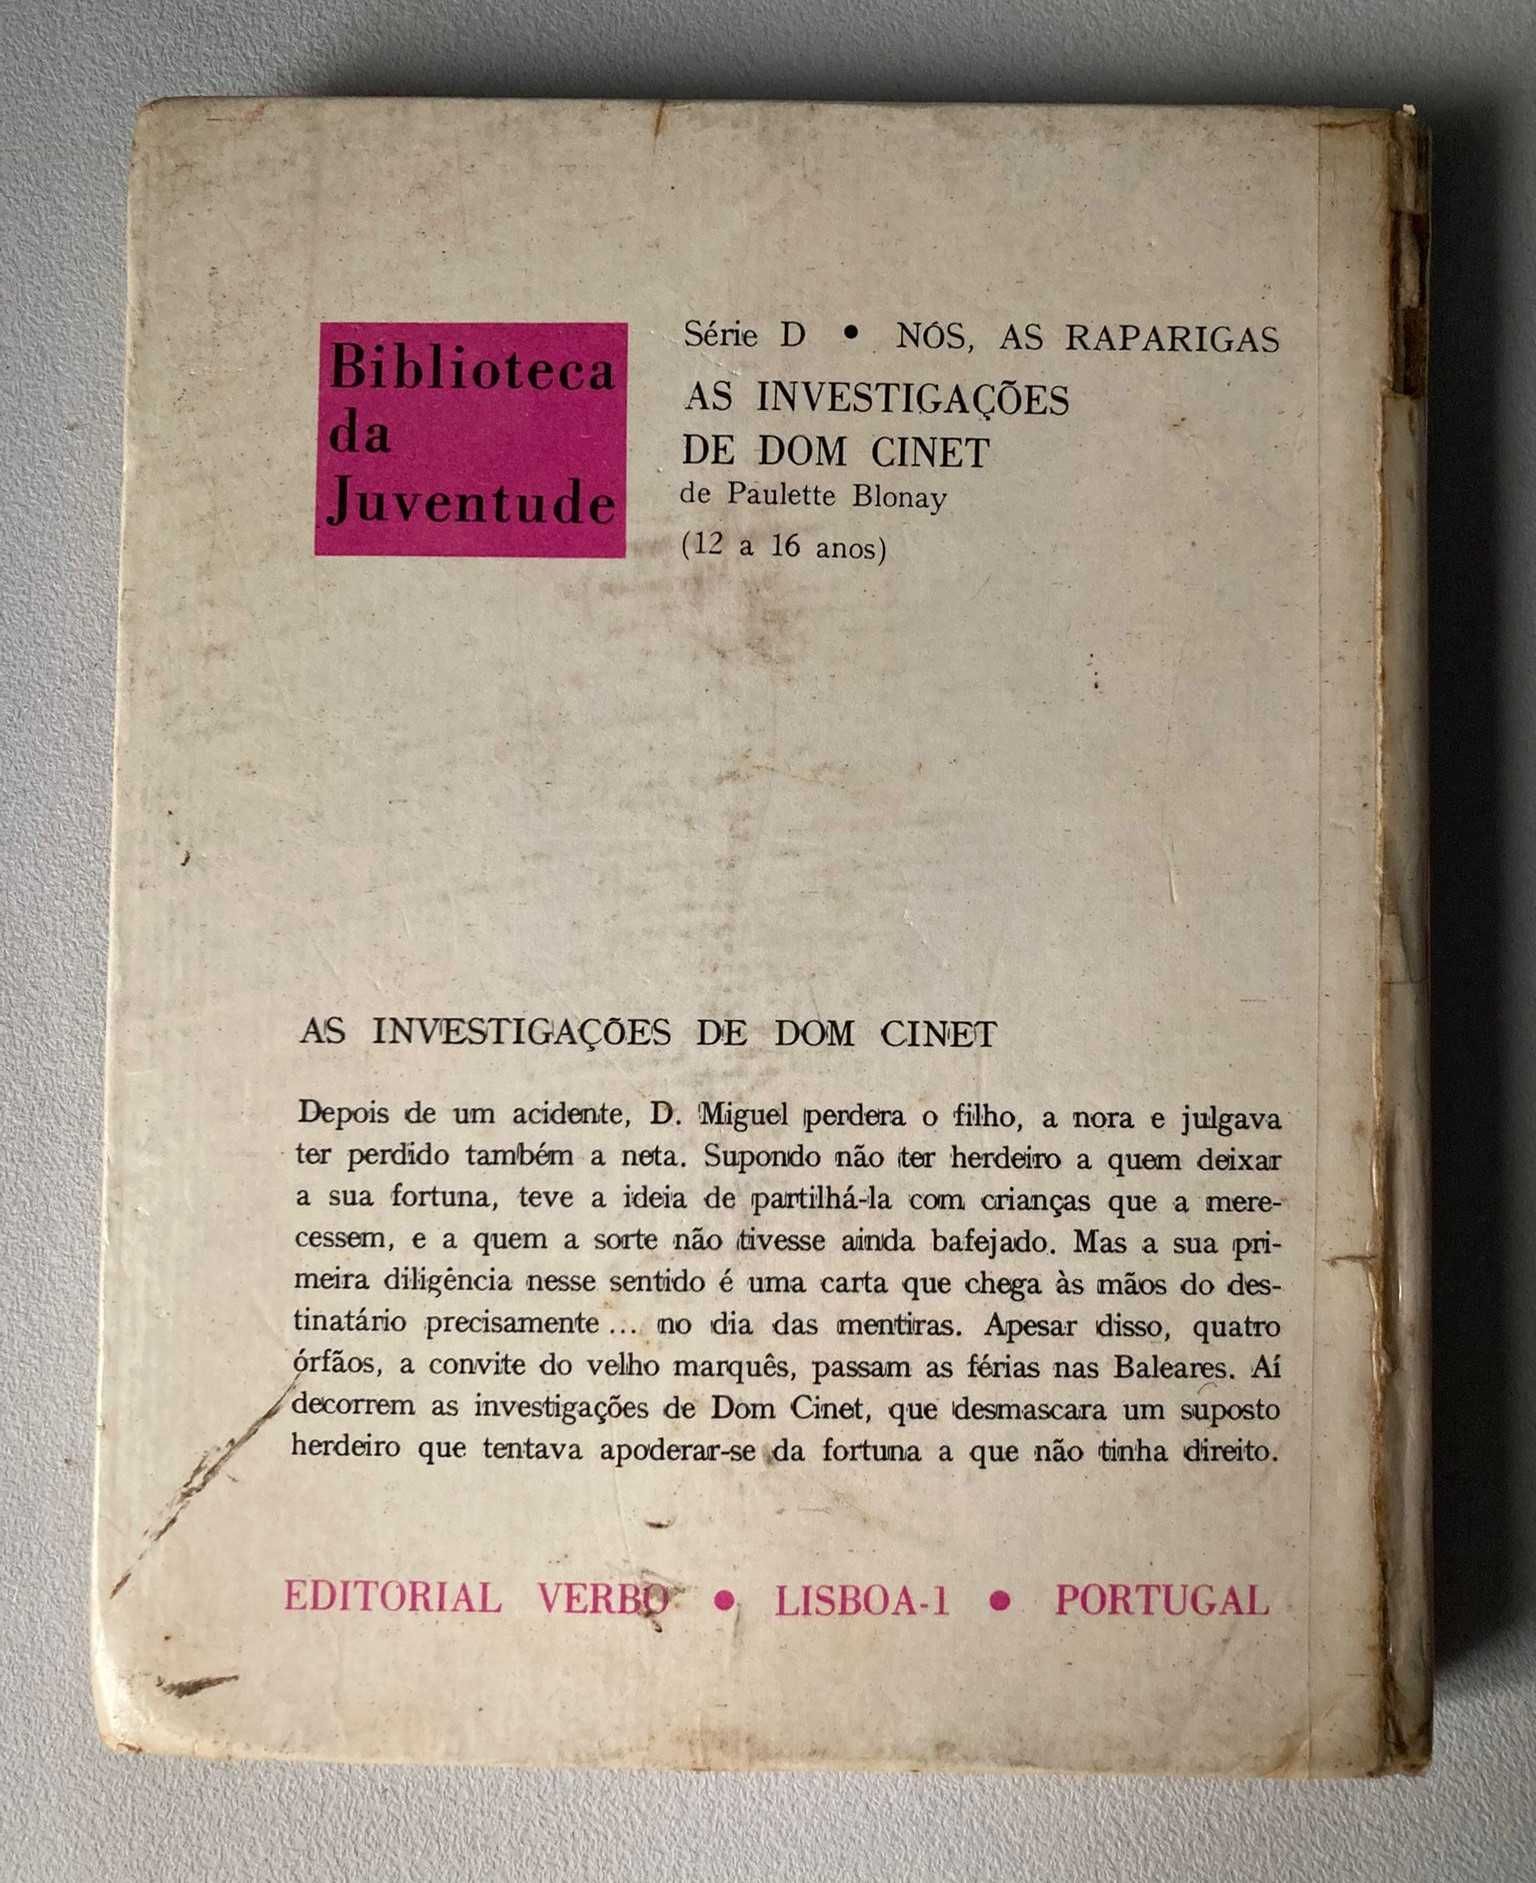 Biblioteca
da
Juventude
Série D • NÓS, AS RAPARIGAS
AS INVESTIGAÇÕES
DE DOM CINET
de Paulette Blonay
(12 a 16 anos)
AS INVESTIGAÇÕES DE DOM CINET
Depois de um acidente, D. Miguel perdera o filho, a nora e julgava
ter perdido também a neta. Supondo não ter herdeiro a quem deixar
a sua fortuna, teve a ideia de partilhá-la com crianças que a mere-
cessem, e a quem a sorte não tivesse ainda bafejado. Mas a sua pri-
meira diligência nesse sentido é uma carta que chega às mãos do des-
tinatário precisamente ... no dia das mentiras. Apesar disso, quatro
órfãos, a convite do velho marquês, passam as férias nas Baleares. Aí
decorrem as investigações de Dom Cinet, que desmascara um suposto
herdeiro que tentava apoderar-se da fortuna a que não tinha direito.
EDITORIAL VERBO • LISBOA-1 • PORTUGAL